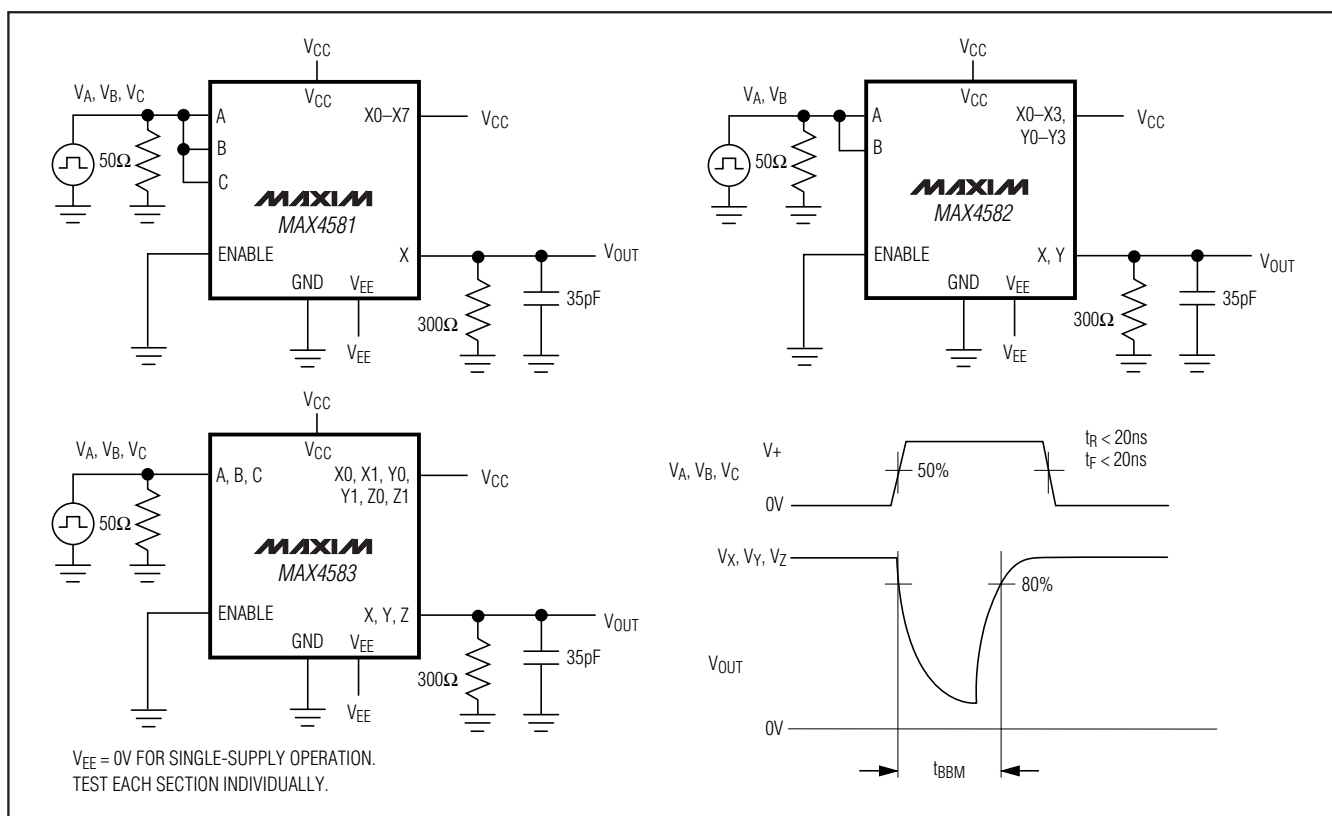 VCC
VA, VB, VC
VCC
A
X0–X7
VCC
B
50Ω
C
MAXIM
MAX4581
ENABLE
X
VOUT
GND
VEE
35pF
300Ω
VEE
VCC
VA, VB
VCC
A
X0–X3,
Y0–Y3
VCC
B
50Ω
MAXIM
MAX4582
ENABLE
X, Y
VOUT
GND
VEE
35pF
300Ω
VEE
VCC
VA, VB, VC
VCC
A, B, C
X0, X1, Y0,
Y1, Z0, Z1
VCC
50Ω
MAXIM
MAX4583
ENABLE
X, Y, Z
VOUT
GND
VEE
35pF
300Ω
VEE
VEE = 0V FOR SINGLE-SUPPLY OPERATION.
TEST EACH SECTION INDIVIDUALLY.
V+
tR < 20ns
tF < 20ns
VA, VB, VC
50%
0V
VX, VY, VZ
80%
VOUT
0V
tBBM